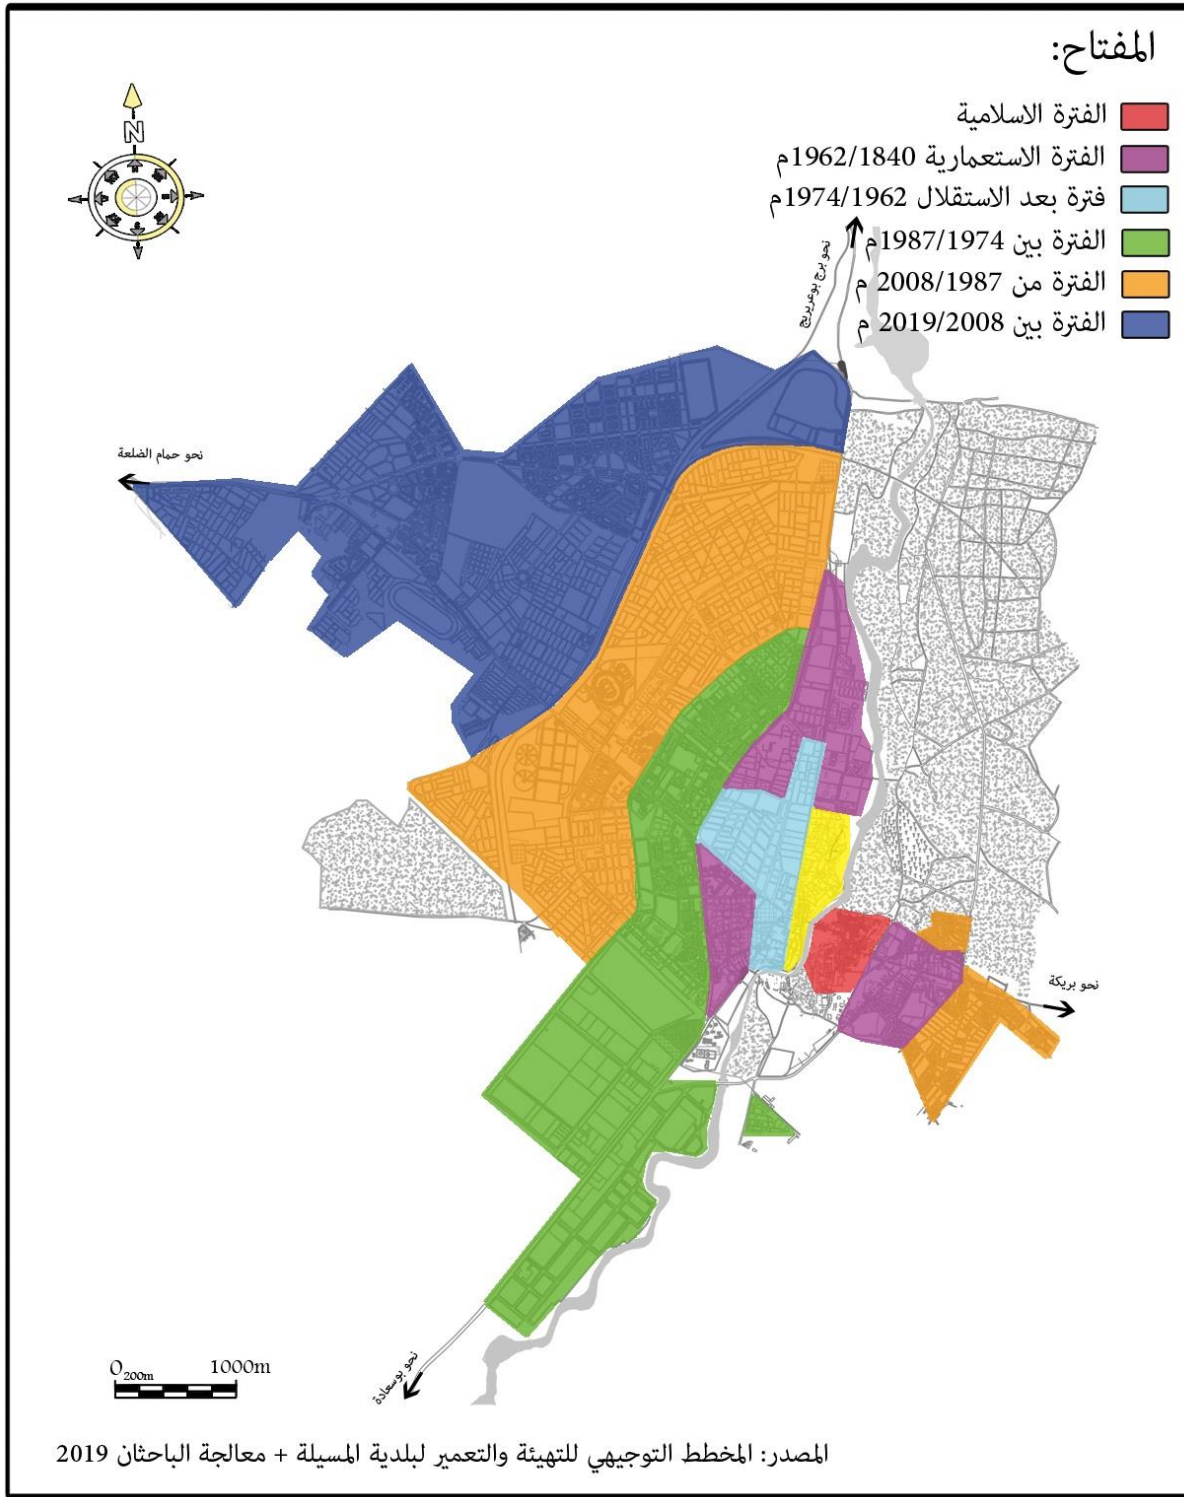 المفتاح:
الفترة الاسلامية
الفترة الاستعمارية 1962/1840م
فترة بعد الاستقلال 1974/1962م
الفترة بين 1987/1974م
الفترة من 2008/1987 م
الفترة بين 2019/2008 م
N
نحو برج بوعريريج
نحو حمام الضلعة
نحو بريكة
نحو بوسعادة
0 200m 1000m
المصدر: المخطط التوجيهي للتهيئة والتعمير لبلدية المسيلة + معالجة الباحثان 2019